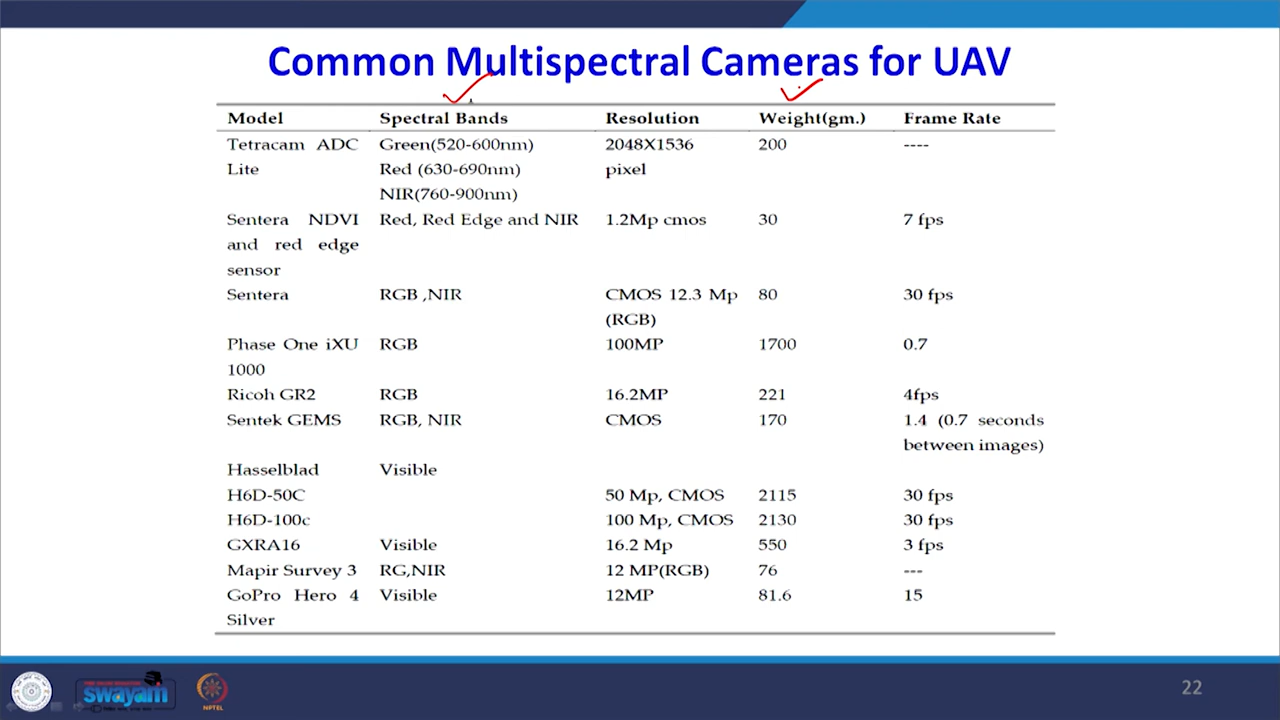 Common Multispectral Cameras for UAV
Model Spectral Bands Resolution Weight(gm.) Frame Rate
Tetracam ADC Green(520-600nm) 2048X1536 200 ----
Lite Red (630-690nm) pixel
NIR(760-900nm)
Sentera NDVI Red, Red Edge and NIR 1.2Mp cmos 30 7 fps
and red edge
sensor
Sentera RGB ,NIR CMOS 12.3 Mp 80 30 fps
(RGB)
Phase One iXU RGB 100MP 1700 0.7
1000
Ricoh GR2 RGB 16.2MP 221 4fps
Sentek GEMS RGB, NIR CMOS 170 1.4 (0.7 seconds
between images)
Hasselblad Visible
H6D-50C 50 Mp, CMOS 2115 30 fps
H6D-100c 100 Mp, CMOS 2130 30 fps
GXRA16 Visible 16.2 Mp 550 3 fps
Mapir Survey 3 RG,NIR 12 MP(RGB) 76 ---
GoPro Hero 4 Visible 12MP 81.6 15
Silver
swayam
NPTEL
22